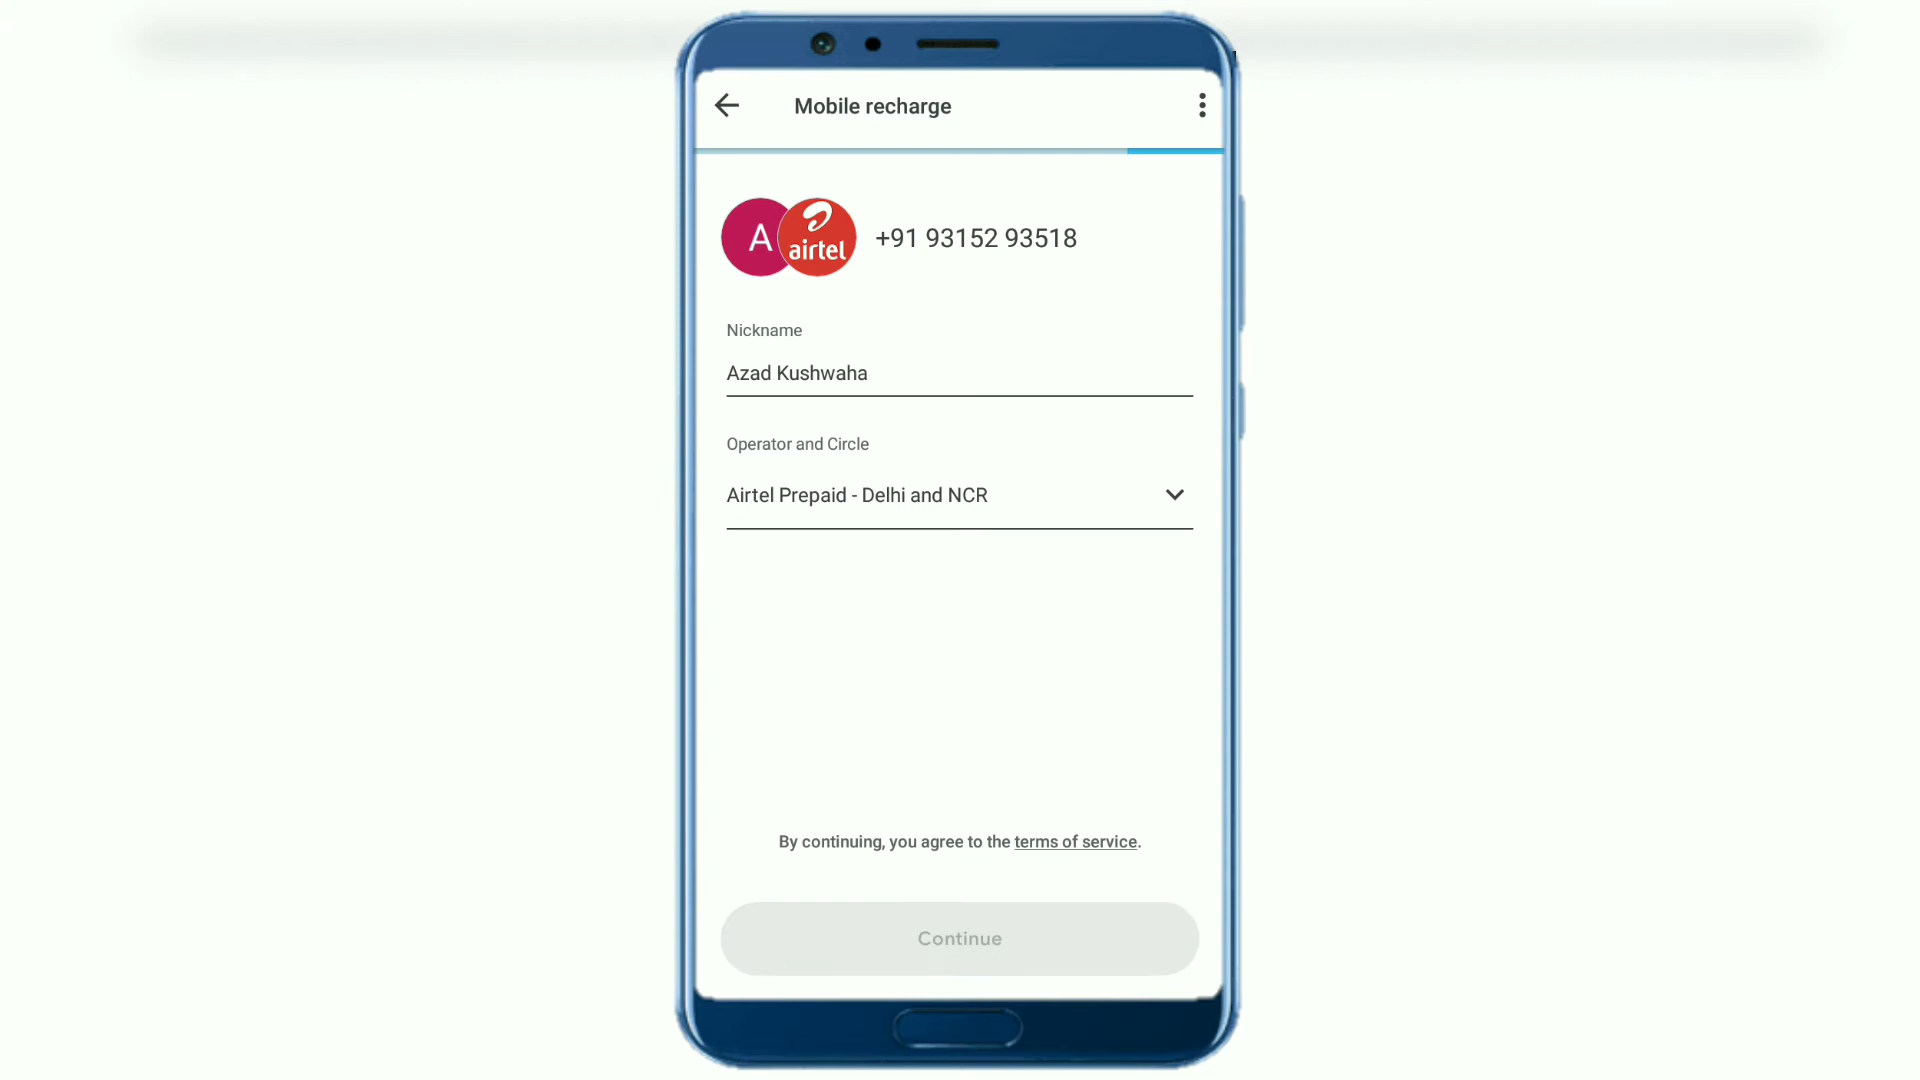 Mobile recharge
A airtel +91 93152 93518
Nickname
Azad Kushwaha
Operator and Circle
Airtel Prepaid - Delhi and NCR
By continuing, you agree to the terms of service.
Continue